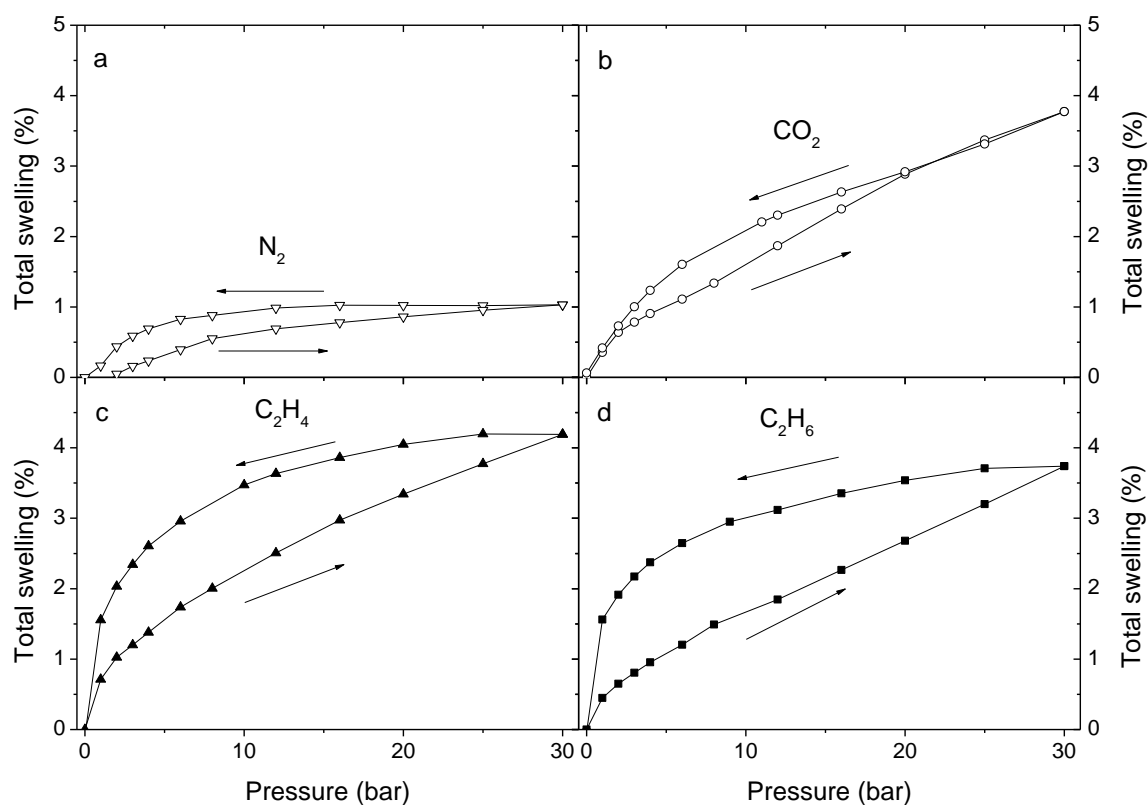 a
N₂
Total swelling (%)
5
4
3
2
1
0
b
CO₂
Total swelling (%)
5
4
3
2
1
0
c
C₂H₄
Total swelling (%)
4
3
2
1
0
0 10 20 30
Pressure (bar)
d
C₂H₆
Total swelling (%)
4
3
2
1
0
0 10 20 30
Pressure (bar)